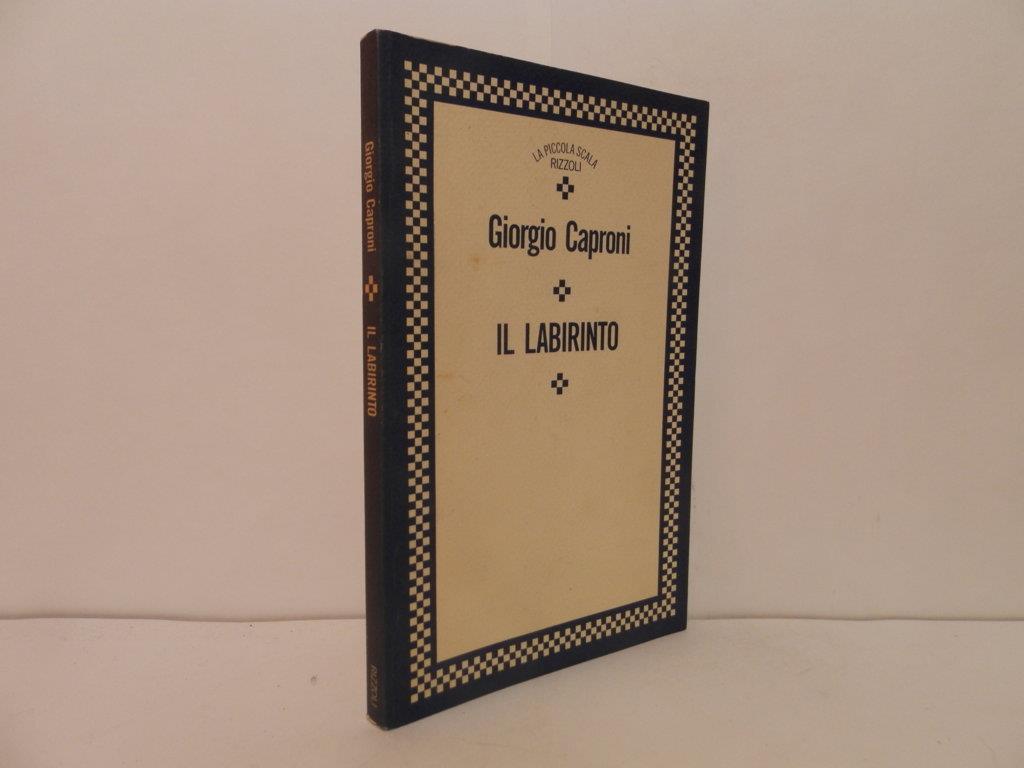 LA PICCOLA SCALA
RIZZOLI
Giorgio Caproni
IL LABIRINTO
Giorgio Caproni
IL LABIRINTO
RIZZOLI